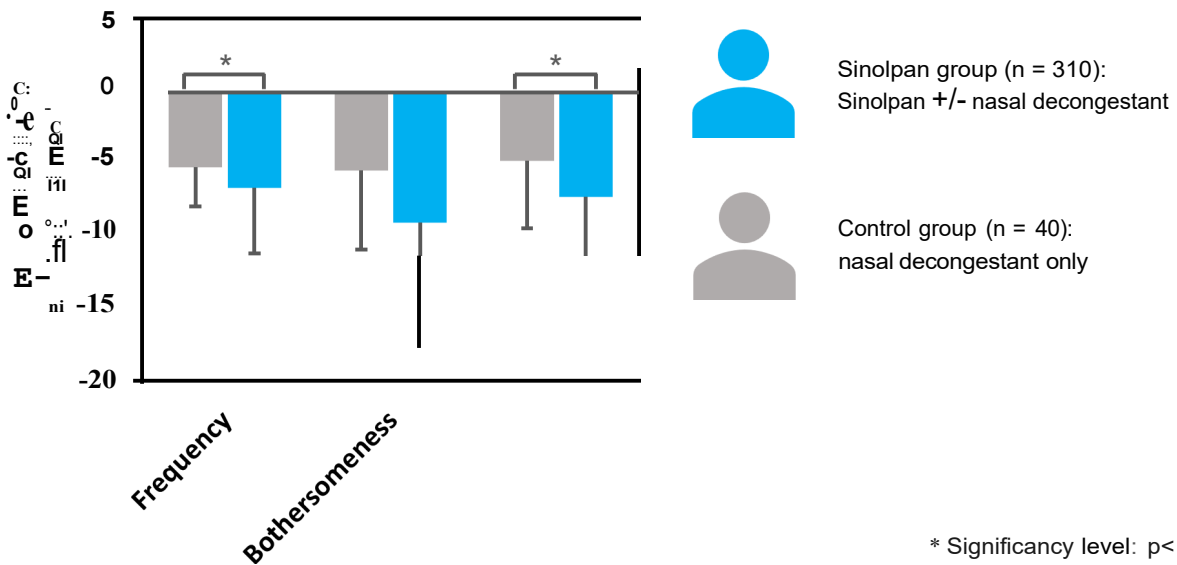 5
0
-5
-10
-15
-20
*
*
Frequency
Bothersomeness
Sinolpan group (n = 310):
Sinolpan +/- nasal decongestant
Control group (n = 40):
nasal decongestant only
* Significancy level: p<